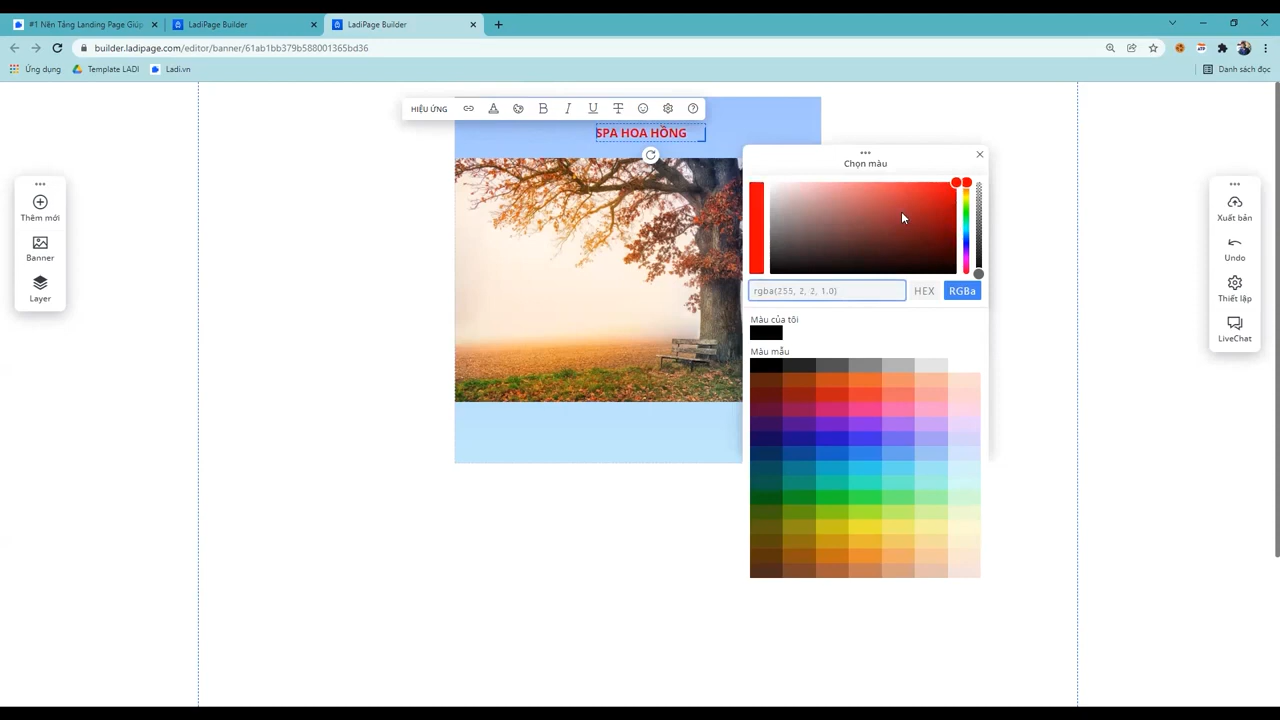 #1 Nền Tảng Landing Page Giúp
LadiPage Builder
LadiPage Builder
builder.ladipage.com/editor/banner/61ab1bb379b588001365bd36
Ứng dụng
Template LADI
Ladi.vn
Danh sách đọc
HIỆU ỨNG
SPA HOA HỒNG
Chọn màu
Thêm mới
Banner
Layer
Xuất bản
Undo
Thiết lập
LiveChat
rgba(255, 2, 2, 1.0)
HEX
RGBa
Màu của tôi
Màu mẫu